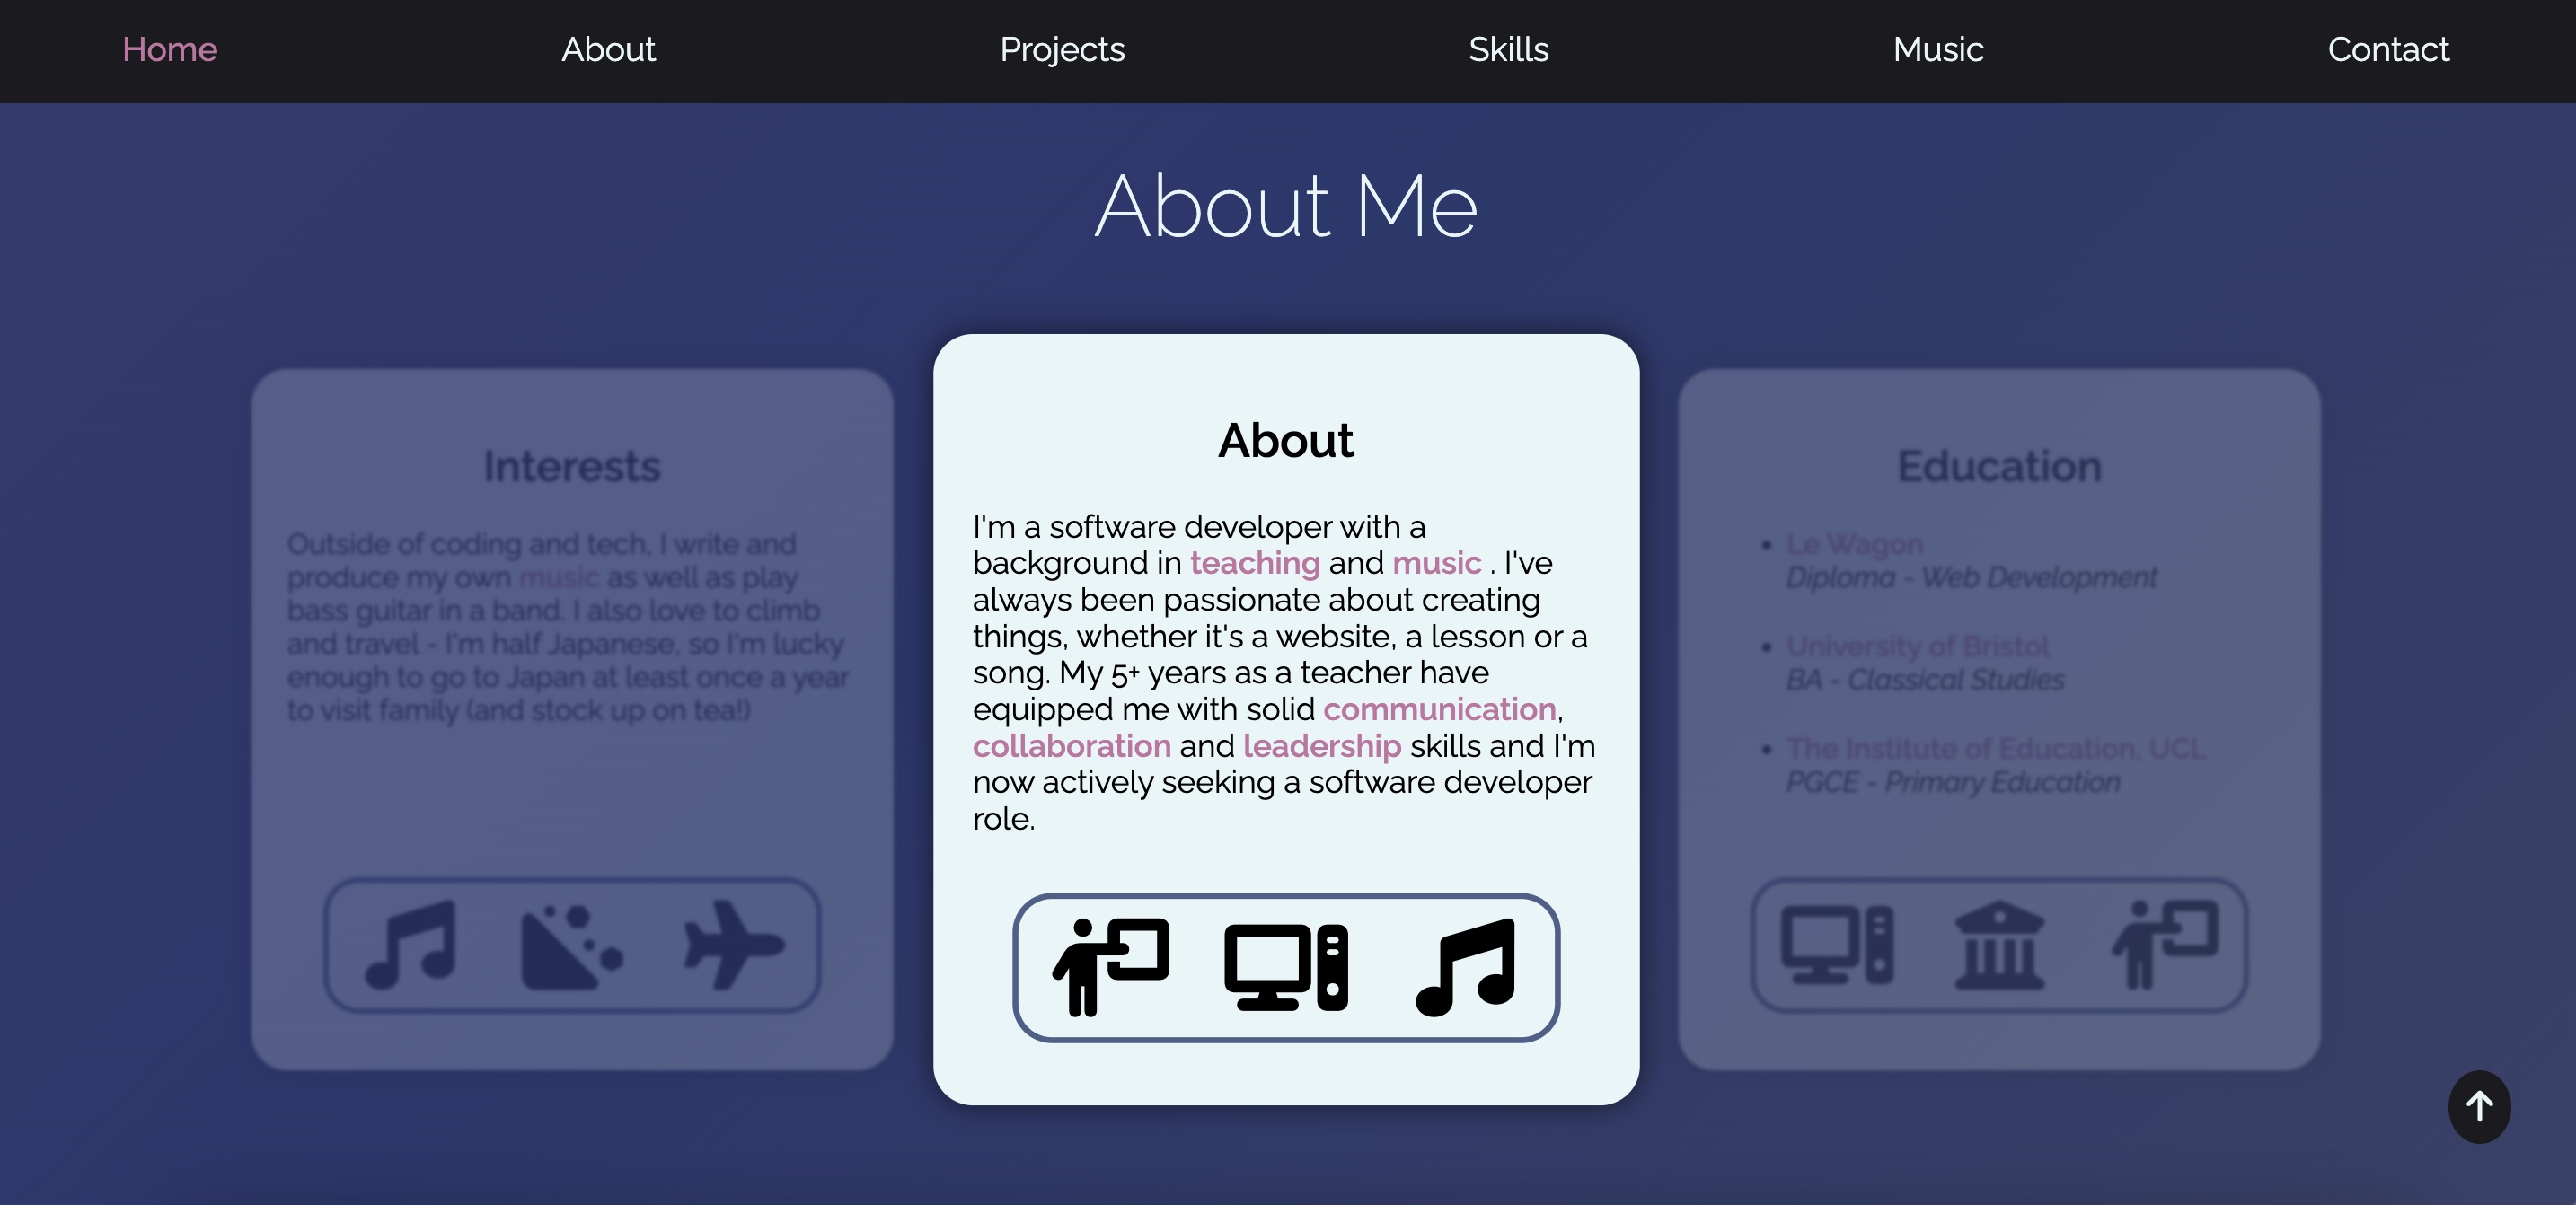 Home About Projects Skills Music Contact
About Me
Interests
Outside of coding and tech, I write and
produce my own music as well as play
bass guitar in a band. I also love to climb
and travel - I'm half Japanese, so I'm lucky
enough to go to Japan at least once a year
to visit family (and stock up on tea!)
About
I'm a software developer with a
background in teaching and music . I've
always been passionate about creating
things, whether it's a website, a lesson or a
song. My 5+ years as a teacher have
equipped me with solid communication,
collaboration and leadership skills and I'm
now actively seeking a software developer
role.
Education
• Le Wagon
Diploma - Web Development
• University of Bristol
BA - Classical Studies
• The Institute of Education, UCL
PGCE - Primary Education